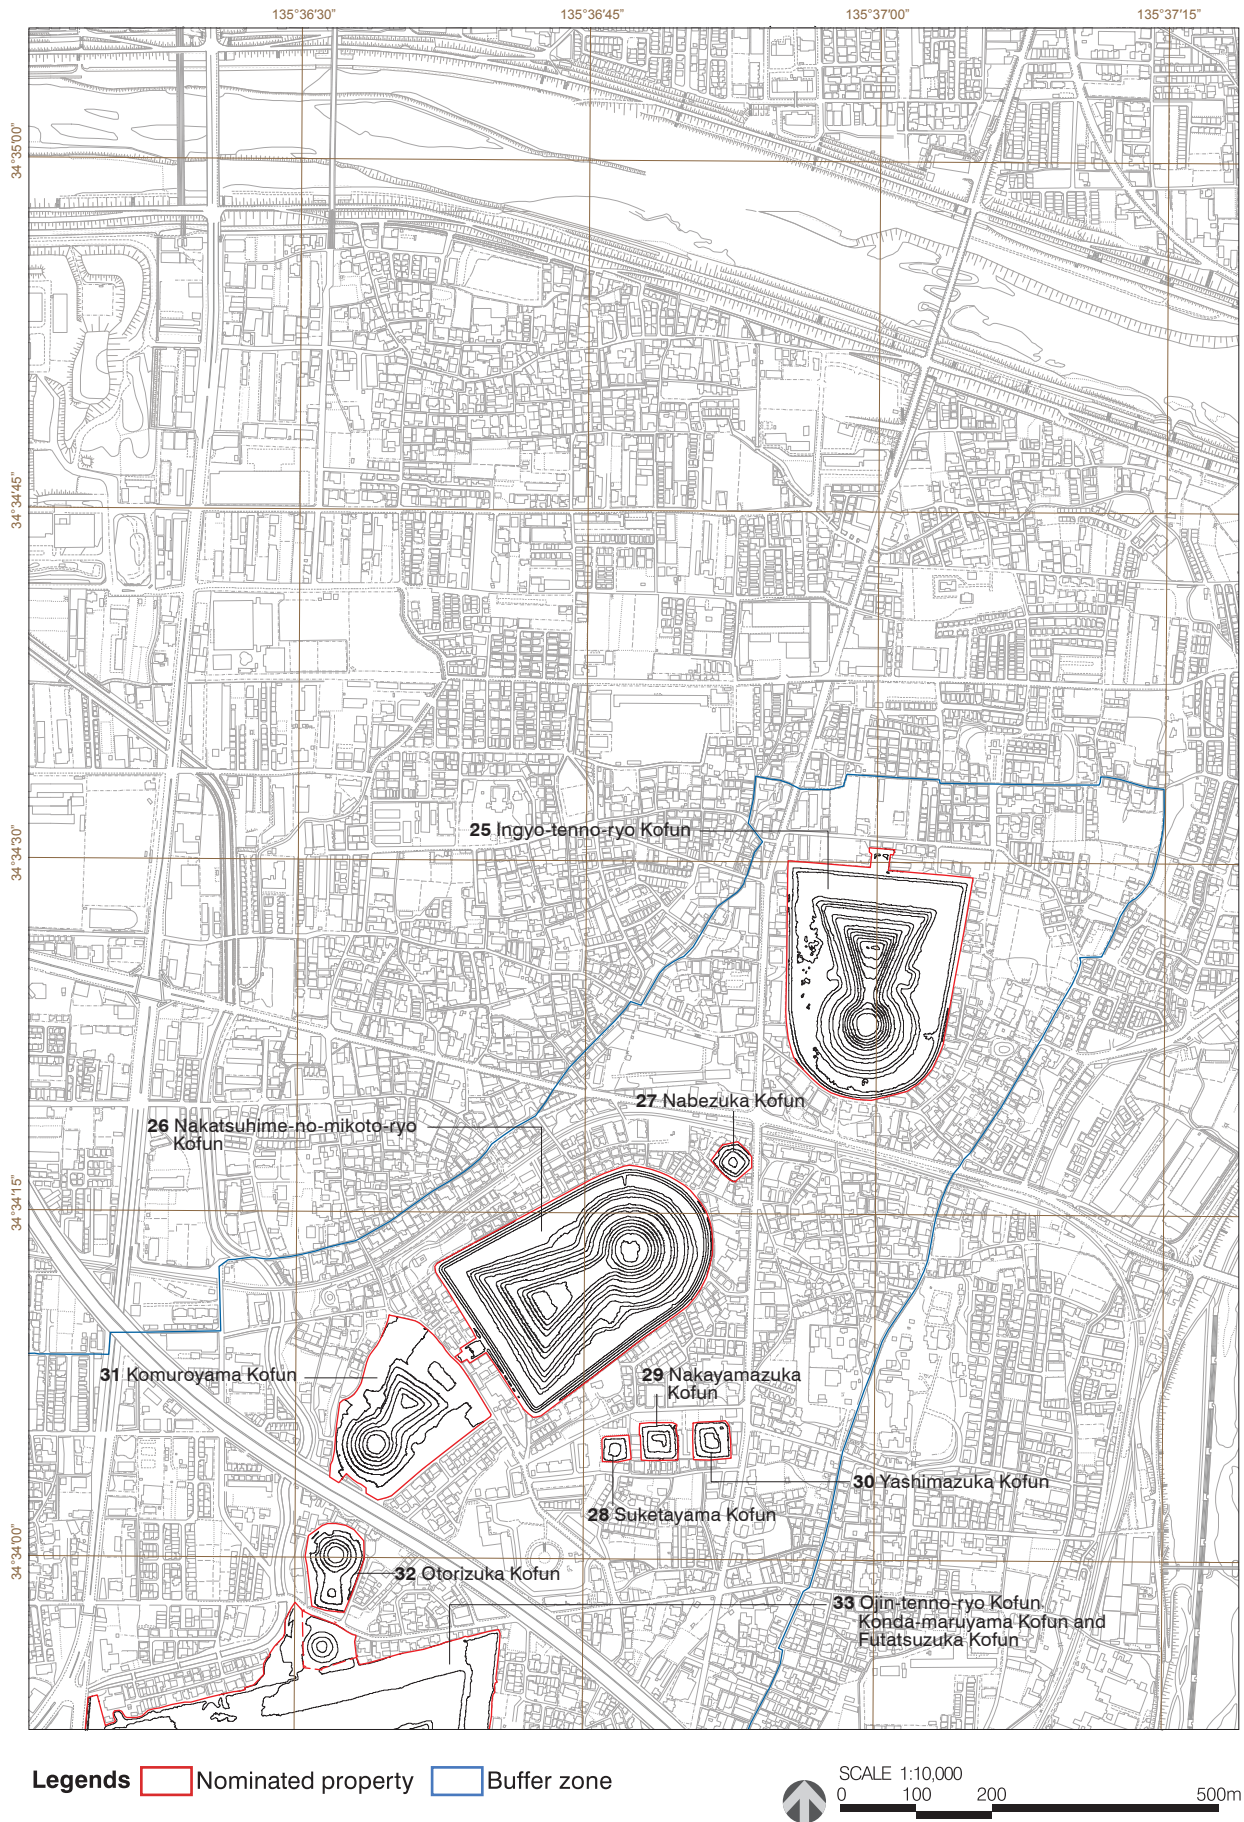 135°36'30"
135°36'45"
135°37'00"
135°37'15"
34°35'00"
34°34'45"
34°34'30"
34°34'15"
34°34'00"
25 Ingyo-tenno-ryo Kofun
27 Nabezuka Kofun
26 Nakatsuhime-no-mikoto-ryo
Kofun
31 Komuroyama Kofun
29 Nakayamazuka
Kofun
30 Yashimazuka Kofun
28 Suketayama Kofun
32 Otorizuka Kofun
33 Ojin-tenno-ryo Kofun,
Konda-maruyama Kofun and
Futatsuzuka Kofun
Legends Nominated property Buffer zone
SCALE 1:10,000
0 100 200 500m